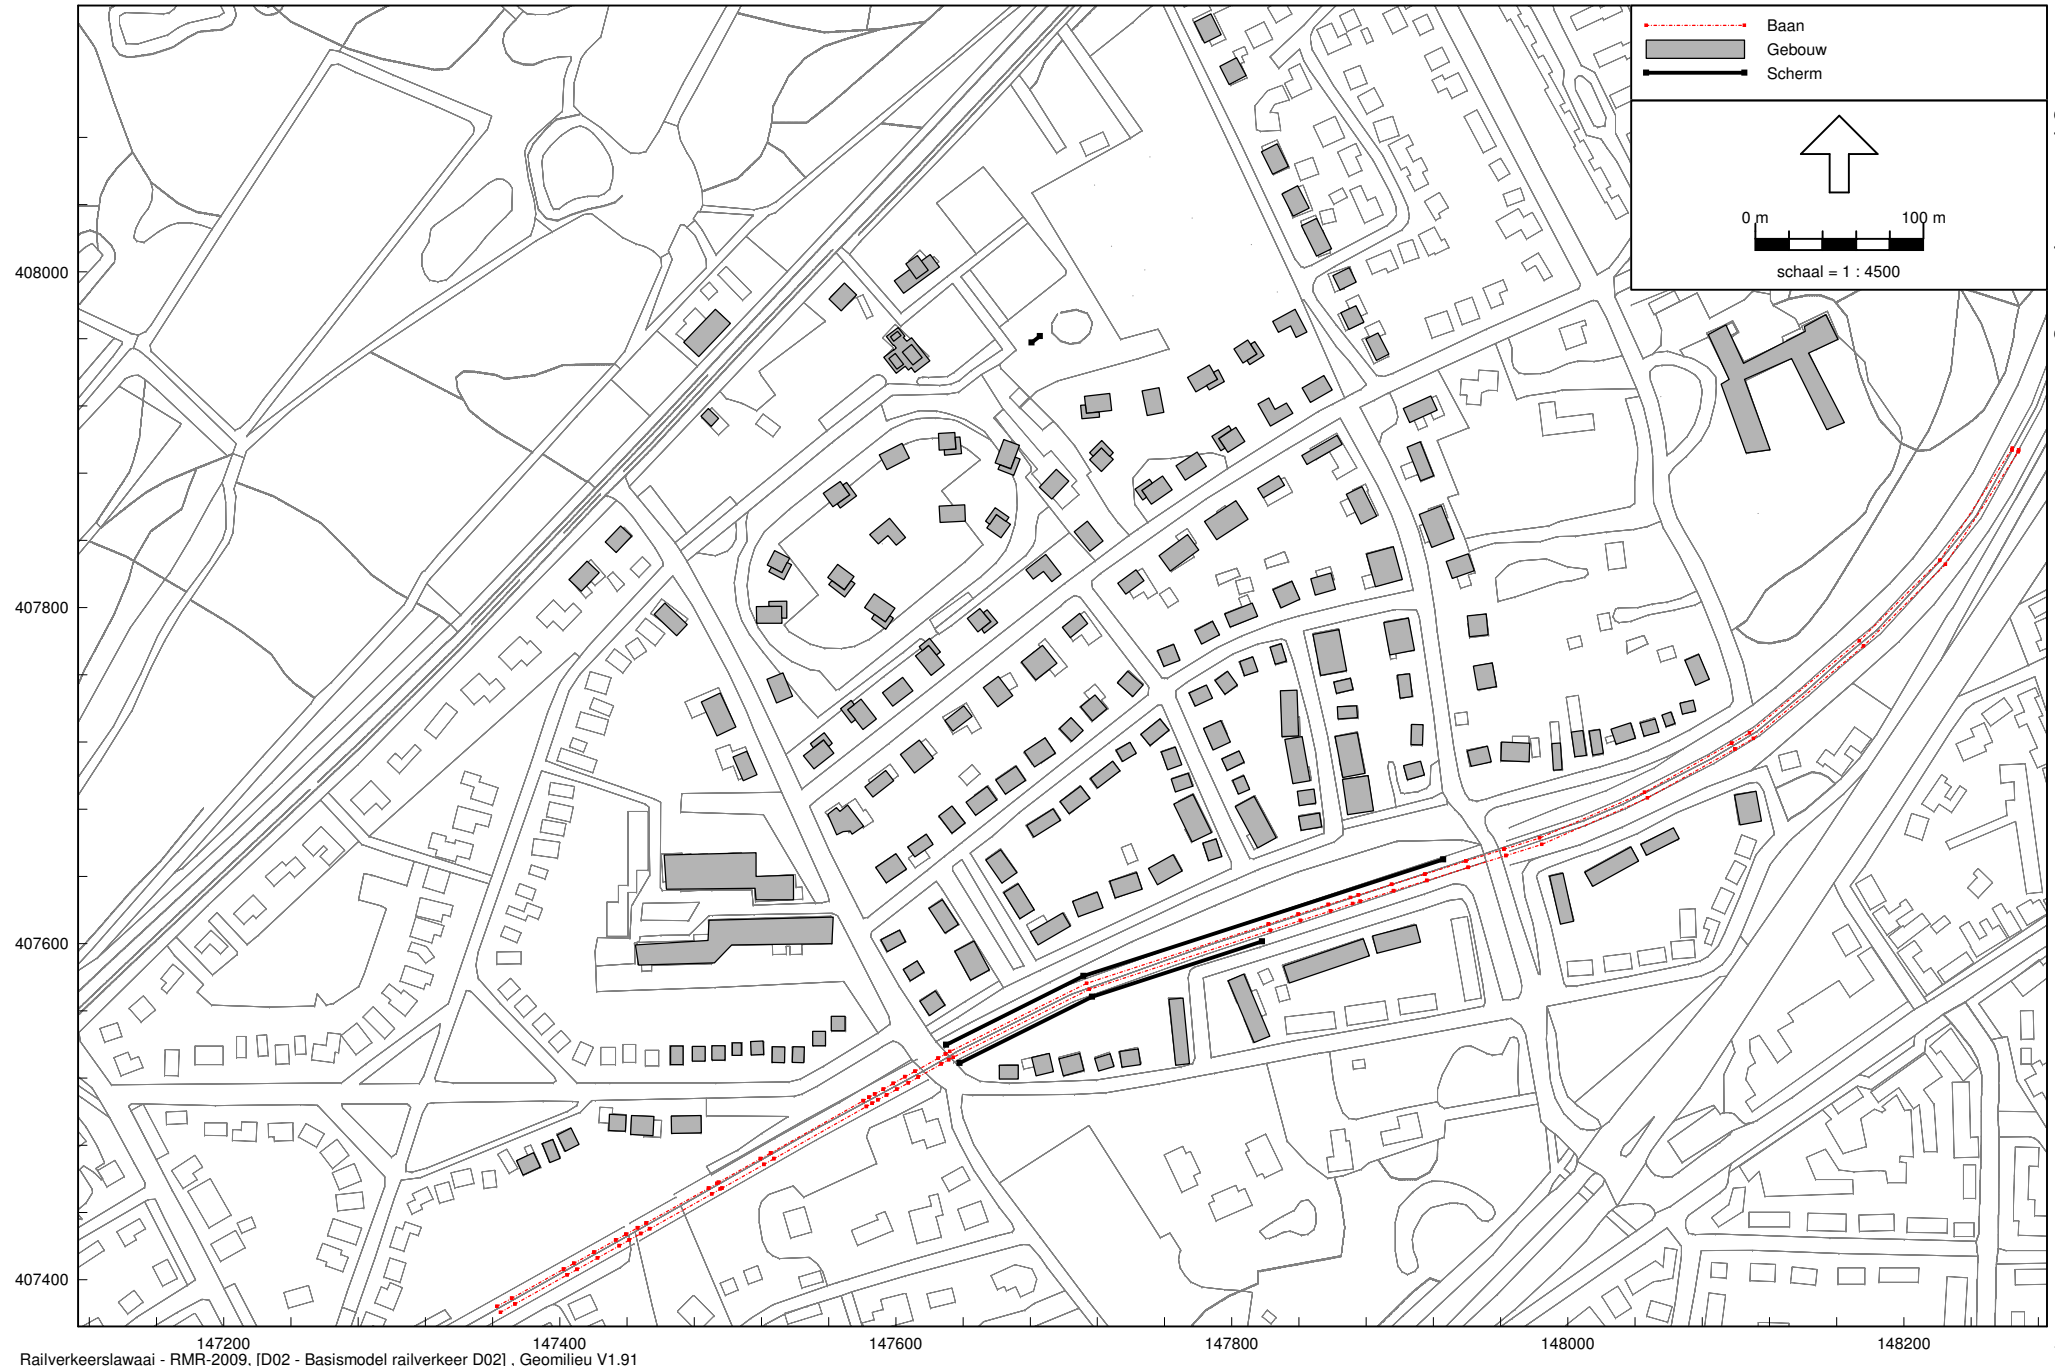 Baan
Gebouw
Scherm
0 m 100 m
schaal = 1 : 4500
408000
407800
407600
407400
147200 147400 147600 147800 148000 148200
Railverkeerslawaai - RMR-2009, [D02 - Basismodel railverkeer D02] , Geomilieu V1.91